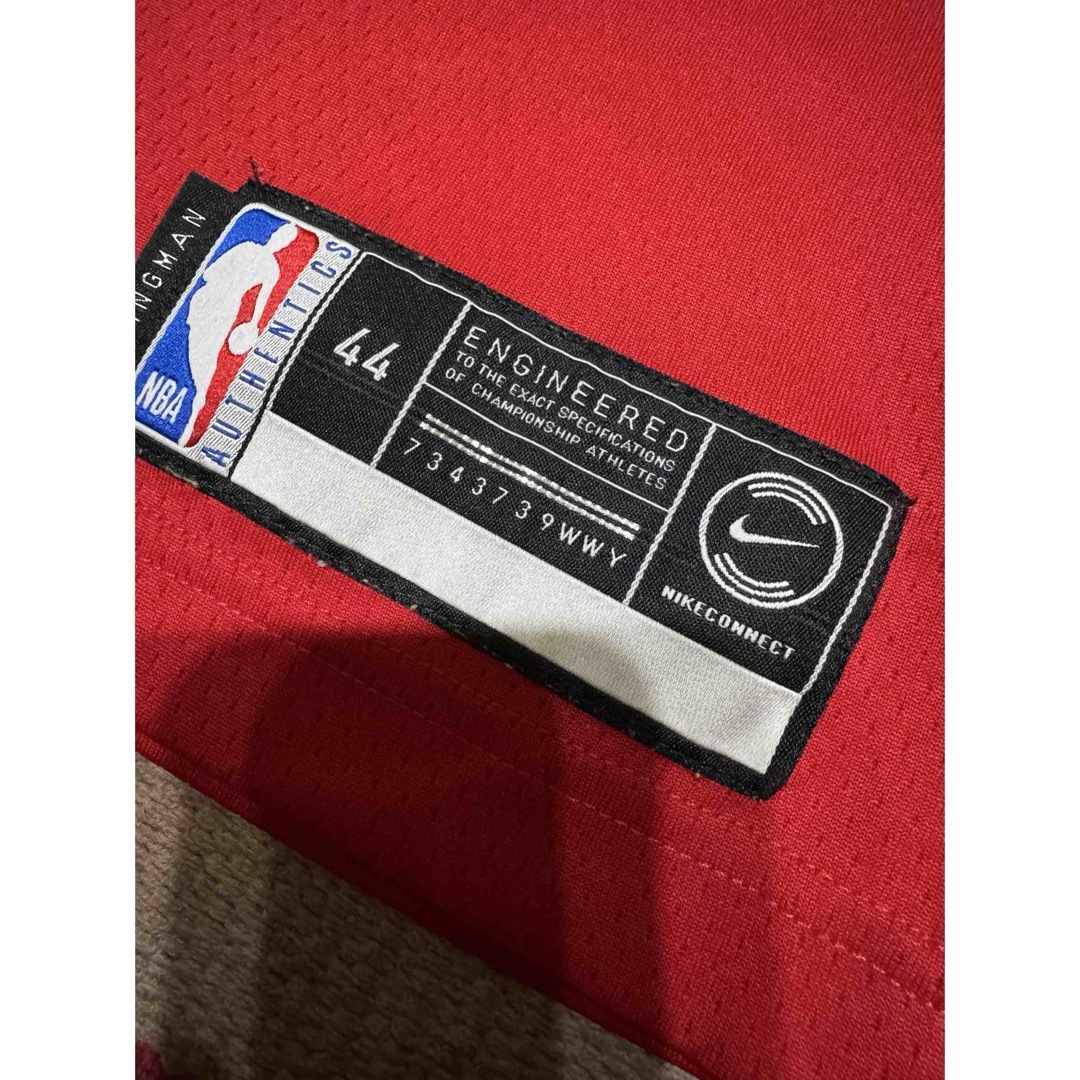 NGMAN
NBA
AUTHENTICS
44
ENGINEERED
TO THE EXACT SPECIFICATIONS
OF CHAMPIONSHIP ATHLETES
7343739WWY
NIKECONNECT